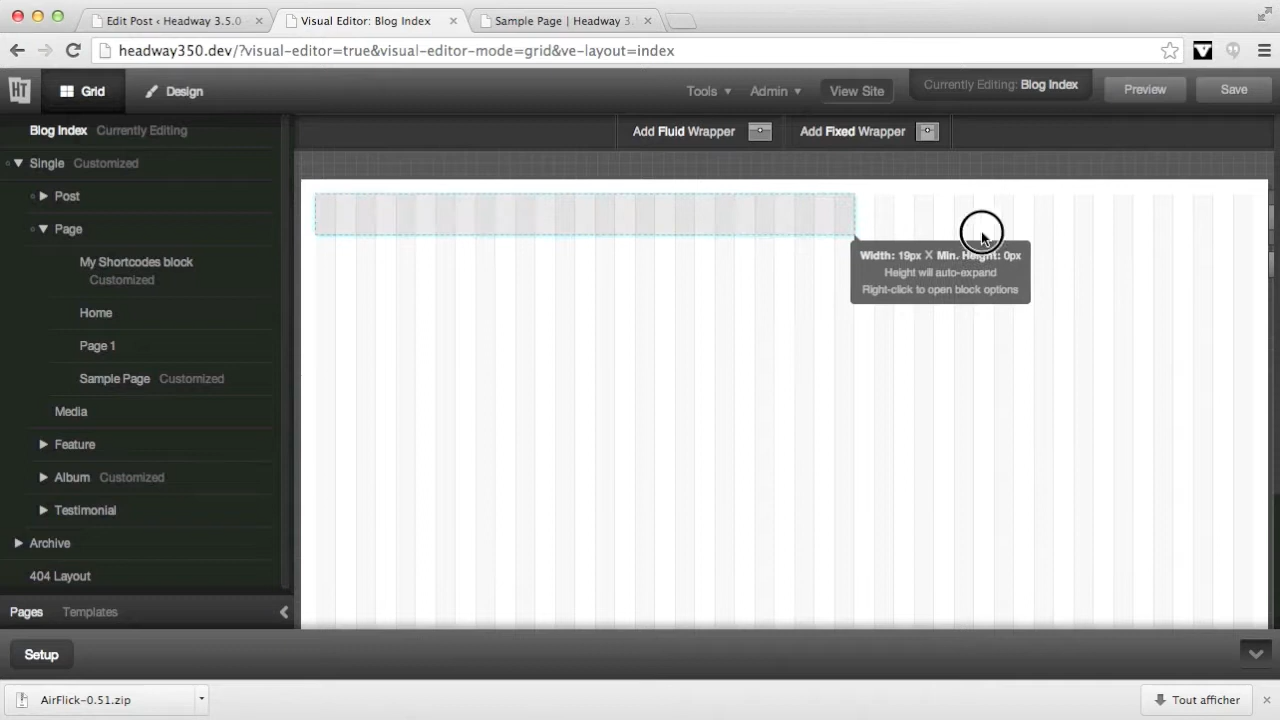 Edit Post ‹ Headway 3.5.0
Visual Editor: Blog Index
Sample Page | Headway 3.
headway350.dev/?visual-editor=true&visual-editor-mode=grid&ve-layout=index
HT
Grid
Design
Tools
Admin
View Site
Currently Editing: Blog Index
Preview
Save
Blog Index Currently Editing
Add Fluid Wrapper
Add Fixed Wrapper
Single Customized
Post
Page
My Shortcodes block
Customized
Home
Page 1
Sample Page Customized
Media
Feature
Album Customized
Testimonial
Archive
404 Layout
Width: 19px X Min. Height: 0px
Height will auto-expand
Right-click to open block options
Pages
Templates
Setup
AirFlick-0.51.zip
Tout afficher